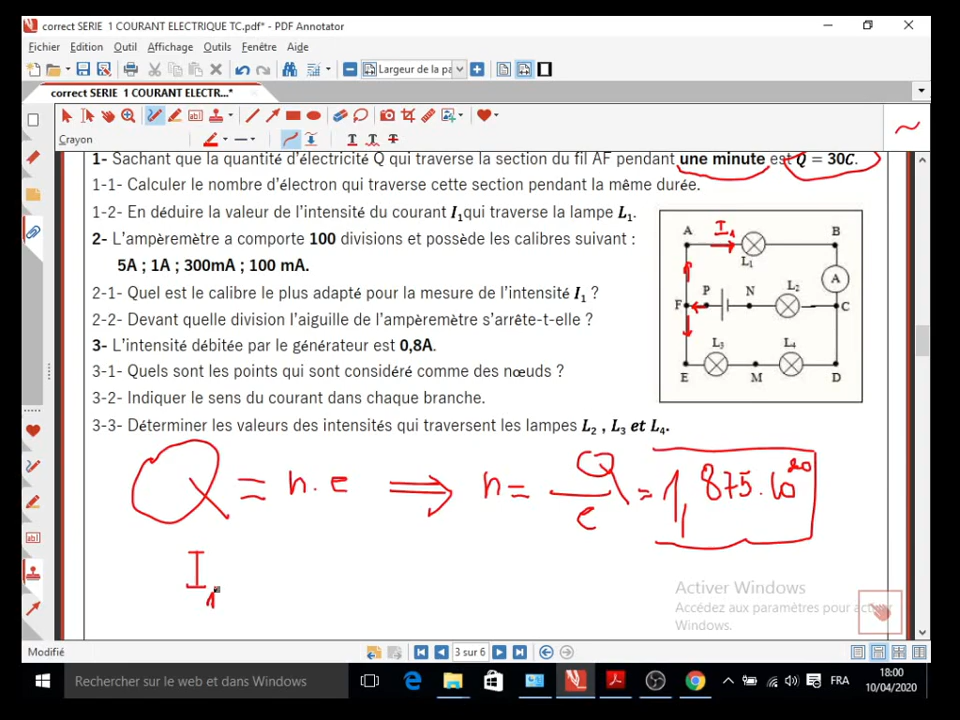 correct SERIE 1 COURANT ELECTRIQUE TC.pdf* - PDF Annotator
Fichier Edition Outil Affichage Outils Fenêtre Aide
Largeur de la pa
correct SERIE 1 COURANT ELECTR...*
Crayon
1- Sachant que la quantité d'électricité Q qui traverse la section du fil AF pendant une minute est Q = 30C.
1-1- Calculer le nombre d'électron qui traverse cette section pendant la même durée.
1-2- En déduire la valeur de l'intensité du courant I₁qui traverse la lampe L₁.
2- L'ampèremètre a comporte 100 divisions et possède les calibres suivant :
5A ; 1A ; 300mA ; 100 mA.
2-1- Quel est le calibre le plus adapté pour la mesure de l'intensité I₁ ?
2-2- Devant quelle division l'aiguille de l'ampèremètre s'arrête-t-elle ?
3- L'intensité débitée par le générateur est 0,8A.
3-1- Quels sont les points qui sont considéré comme des nœuds ?
3-2- Indiquer le sens du courant dans chaque branche.
3-3- Déterminer les valeurs des intensités qui traversent les lampes L₂ , L₃ et L₄.
A I₁ B
L₁
A
P N L₂
F C
L₃ L₄
E M D
Q = n.e ⟹ n = Q/e = 1,875.10²⁰
I₁
Activer Windows
Accédez aux paramètres pour activer
Windows.
Modifié
3 sur 6
Rechercher sur le web et dans Windows
FRA
18:00
10/04/2020